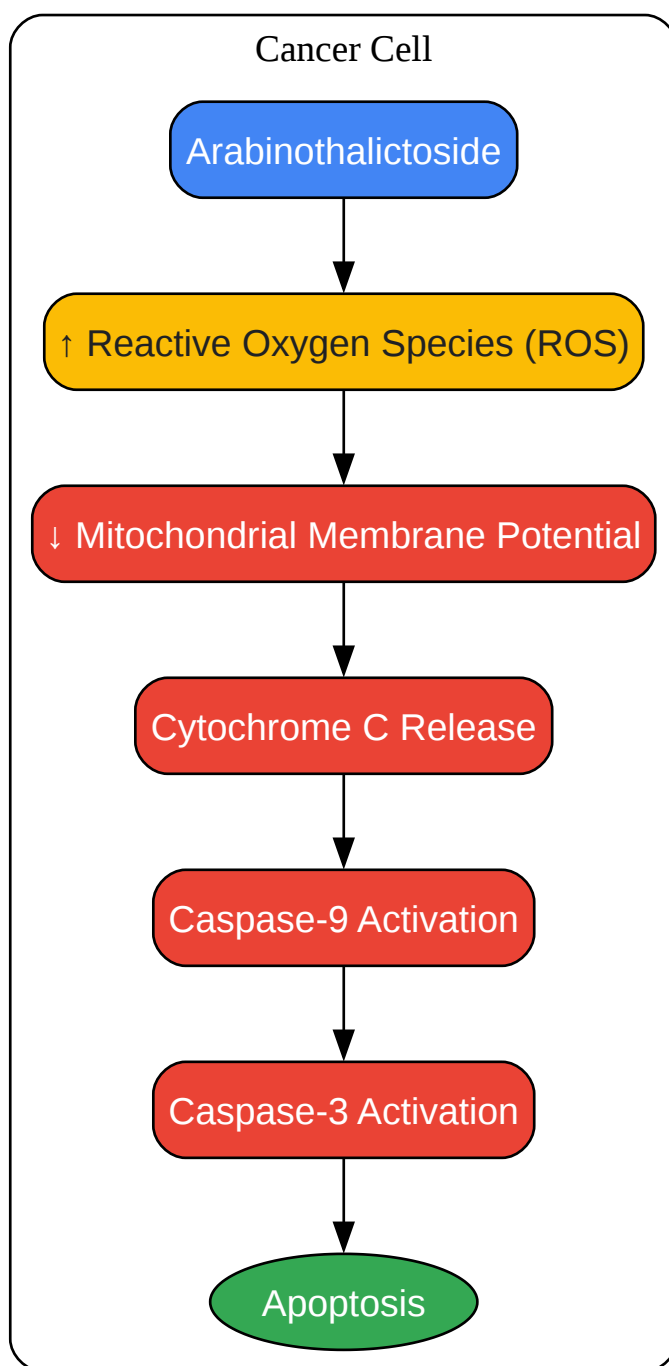 Cancer Cell
Arabinothalictoside
↑ Reactive Oxygen Species (ROS)
↓ Mitochondrial Membrane Potential
Cytochrome C Release
Caspase-9 Activation
Caspase-3 Activation
Apoptosis